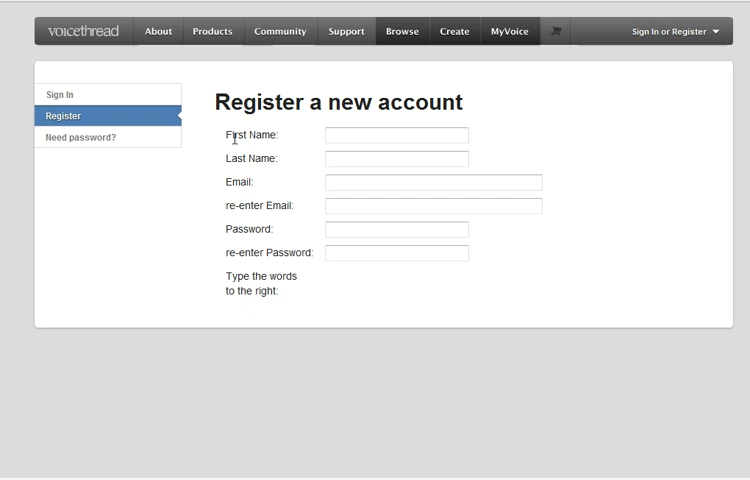 voicethread About Products Community Support Browse Create MyVoice Sign In or Register
Sign In
Register
Need password?
Register a new account
First Name:
Last Name:
Email:
re-enter Email:
Password:
re-enter Password:
Type the words
to the right: